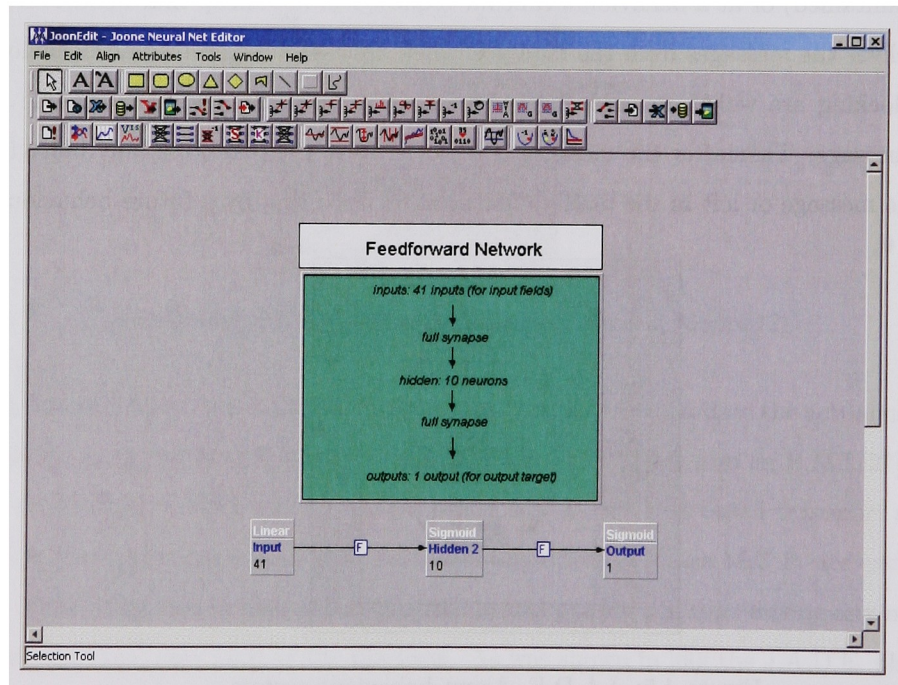 JoonEdit - Joone Neural Net Editor
File Edit Align Attributes Tools Window Help
Feedforward Network
inputs: 41 inputs (for input fields)
full synapse
hidden: 10 neurons
full synapse
outputs: 1 output (for output target)
Linear
Input
41
F
Sigmoid
Hidden 2
10
F
Sigmoid
Output
1
Selection Tool